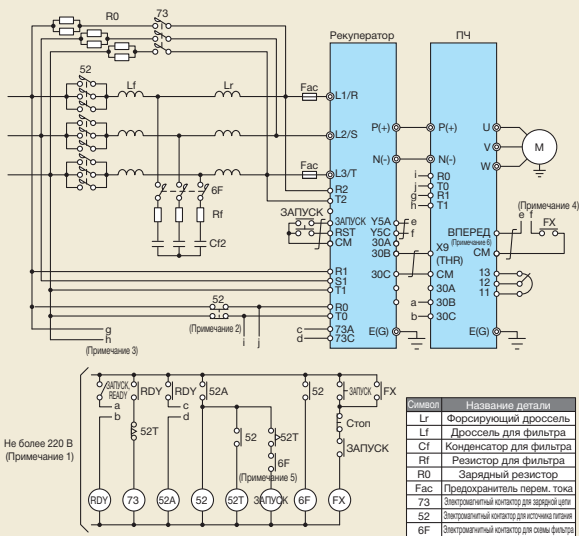 R0
73
Рекуператор
ПЧ
52
Lf
Lr
Fac
L1/R
L2/S
Fac
L3/T
P(+)
P(+)
U
V
M
N(-)
N(-)
W
i
R0
j
T0
g
R1
h
T1
6F
Rf
Cf2
R2
T2
ЗАПУСК
ЗАПУСК
RST
CM
Y5A
e
Y5C
f
30A
30B
30C
(Примечание 4)
e f
FX
ВПЕРЕД
(Примечание 6)
X9
(THR)
CM
CM
13
12
11
30A
a
30B
b
30C
R1
S1
T1
52
R0
T0
g
h
(Примечание 3)
(Примечание 2)
i
j
c
73A
d
73C
E(G)
E(G)
Не более 220 В
(Примечание 1)
ЗАПУСК,
READY
a
b
RDY
52T
RDY
c
d
52A
52
52T
6F
(Примечание 5)
52
ЗАПУСК
FX
Стоп
ЗАПУСК
RDY
73
52A
52
52T
ЗАПУСК
6F
FX
Символ Название детали
Lr Форсирующий дроссель
Lf Дроссель для фильтра
Cf Конденсатор для фильтра
Rf Резистор для фильтра
R0 Зарядный резистор
Fac Предохранитель перем. тока
73 Электромагнитный контактор для зарядной цепи
52 Электромагнитный контактор для источника питания
6F Электромагнитный контактор для схемы фильтра